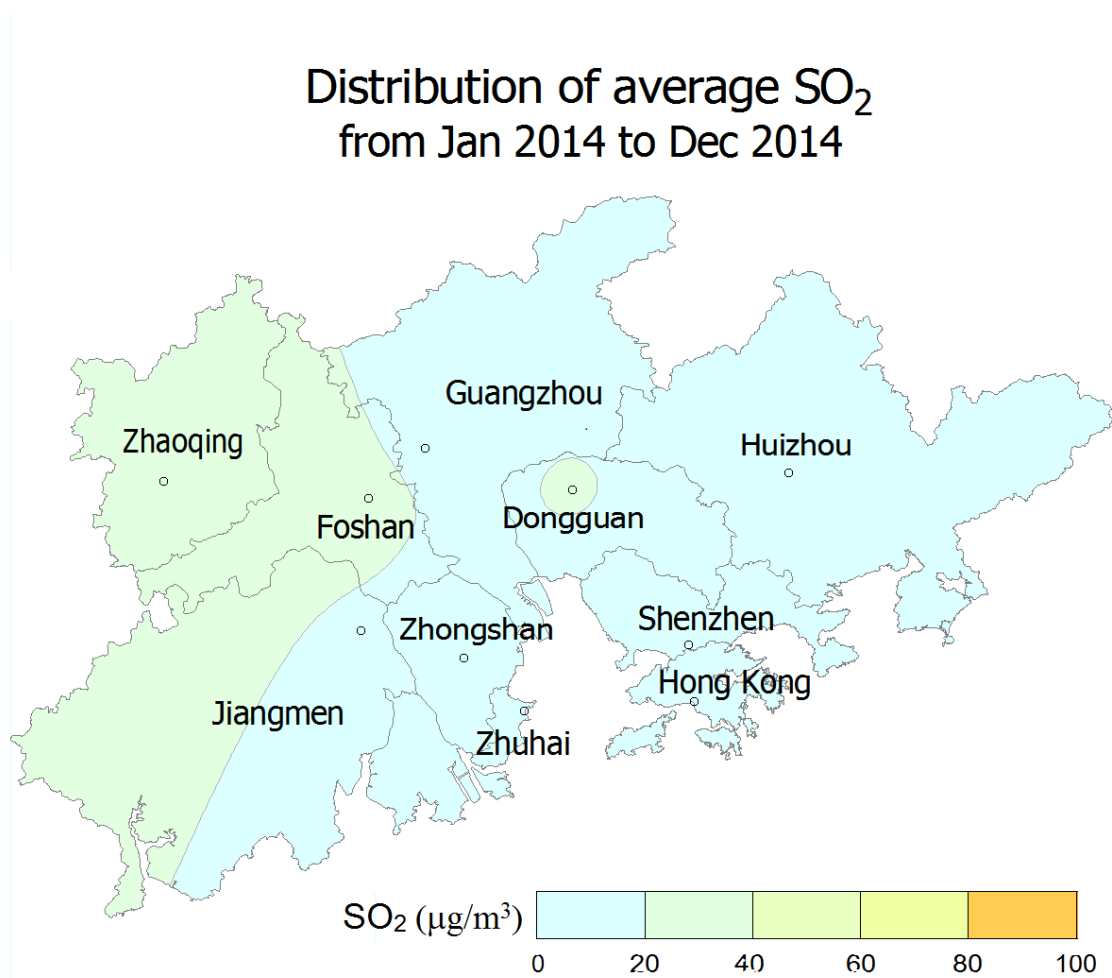 Distribution of average SO₂
from Jan 2014 to Dec 2014
Guangzhou
Zhaoqing
Huizhou
Foshan
Dongguan
Shenzhen
Zhongshan
Hong Kong
Jiangmen
Zhuhai
SO₂ (µg/m³)
0 20 40 60 80 100